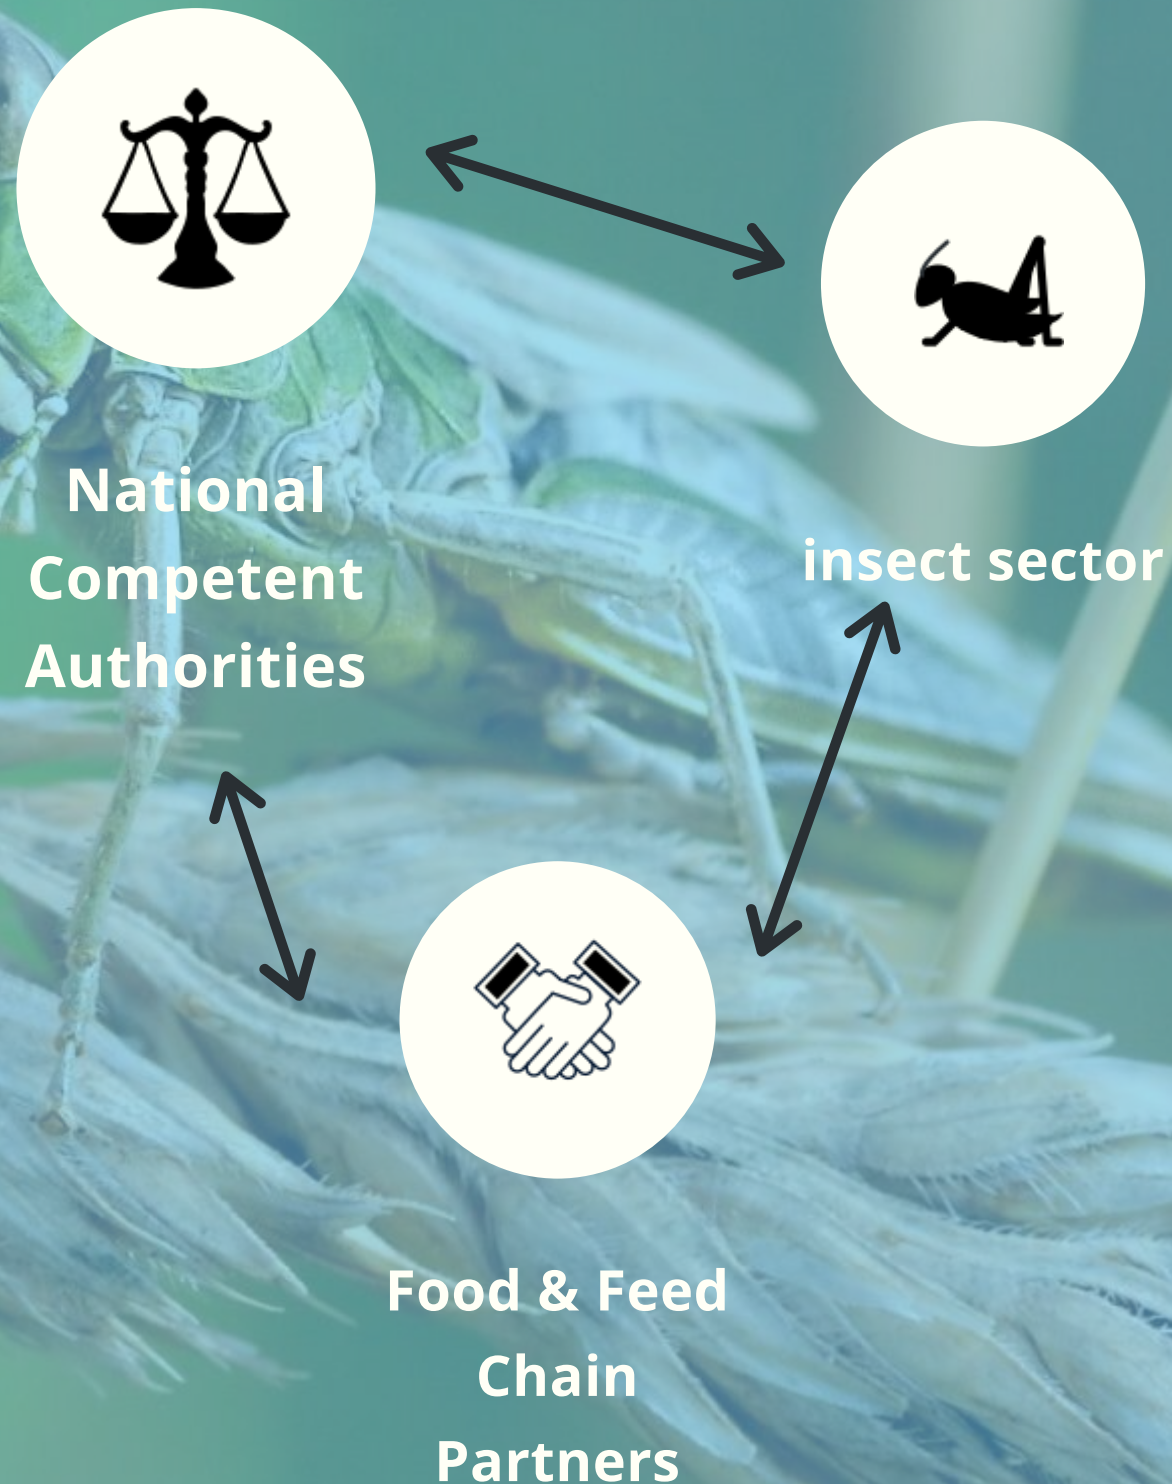 National
Competent
Authorities
insect sector
Food & Feed
Chain
Partners